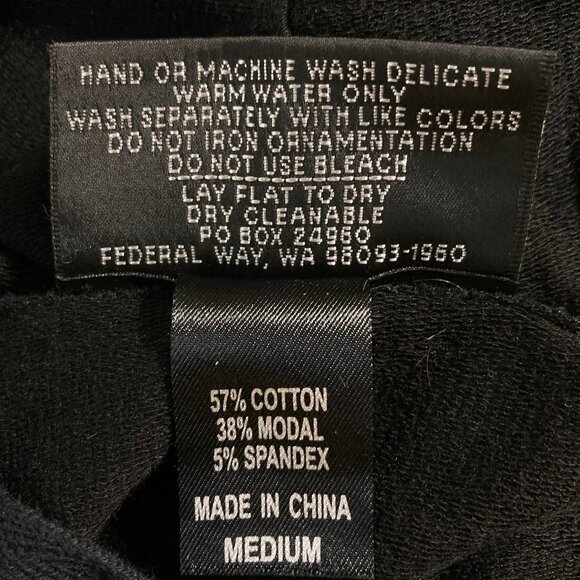 HAND OR MACHINE WASH DELICATE
WARM WATER ONLY
WASH SEPARATELY WITH LIKE COLORS
DO NOT IRON ORNAMENTATION
DO NOT USE BLEACH
LAY FLAT TO DRY
DRY CLEANABLE
PO BOX 24960
FEDERAL WAY, WA 98093-1960
57% COTTON
38% MODAL
5% SPANDEX
MADE IN CHINA
MEDIUM